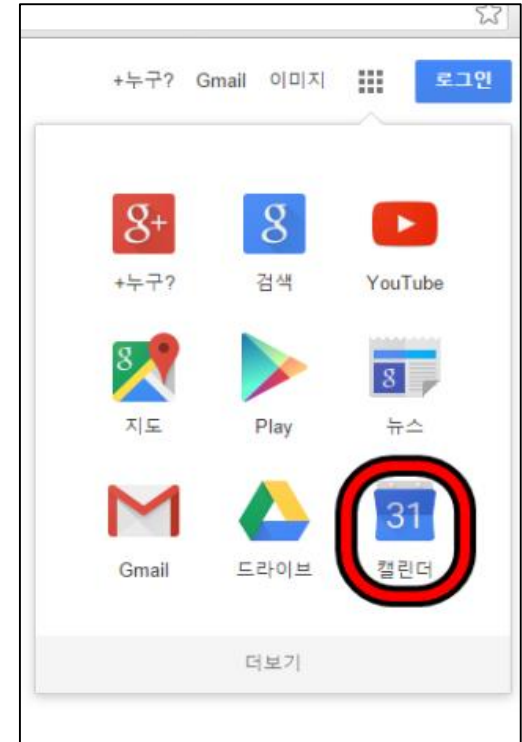 +누구? Gmail 이미지 로그인
g+ g
+누구? 검색 YouTube
g g
지도 Play 뉴스
31
Gmail 드라이브 캘린더
더보기